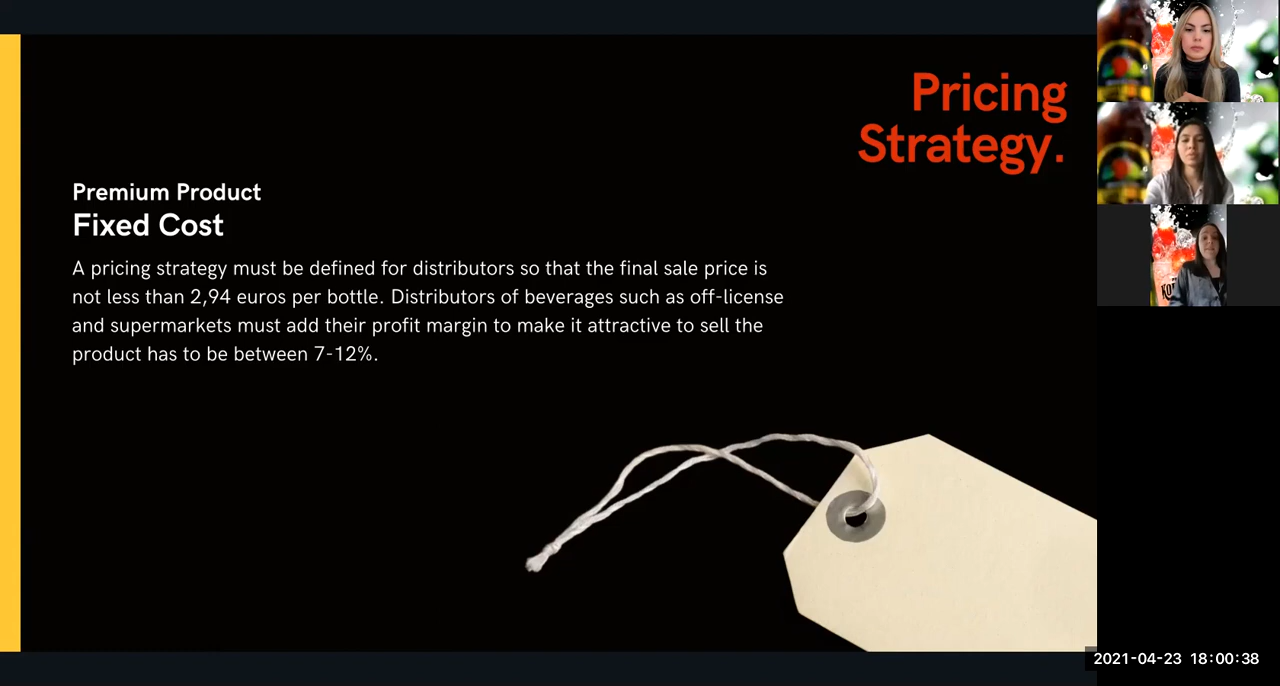 Pricing
Strategy.
Premium Product
Fixed Cost
A pricing strategy must be defined for distributors so that the final sale price is
not less than 2,94 euros per bottle. Distributors of beverages such as off-license
and supermarkets must add their profit margin to make it attractive to sell the
product has to be between 7-12%.
2021-04-23 18:00:38